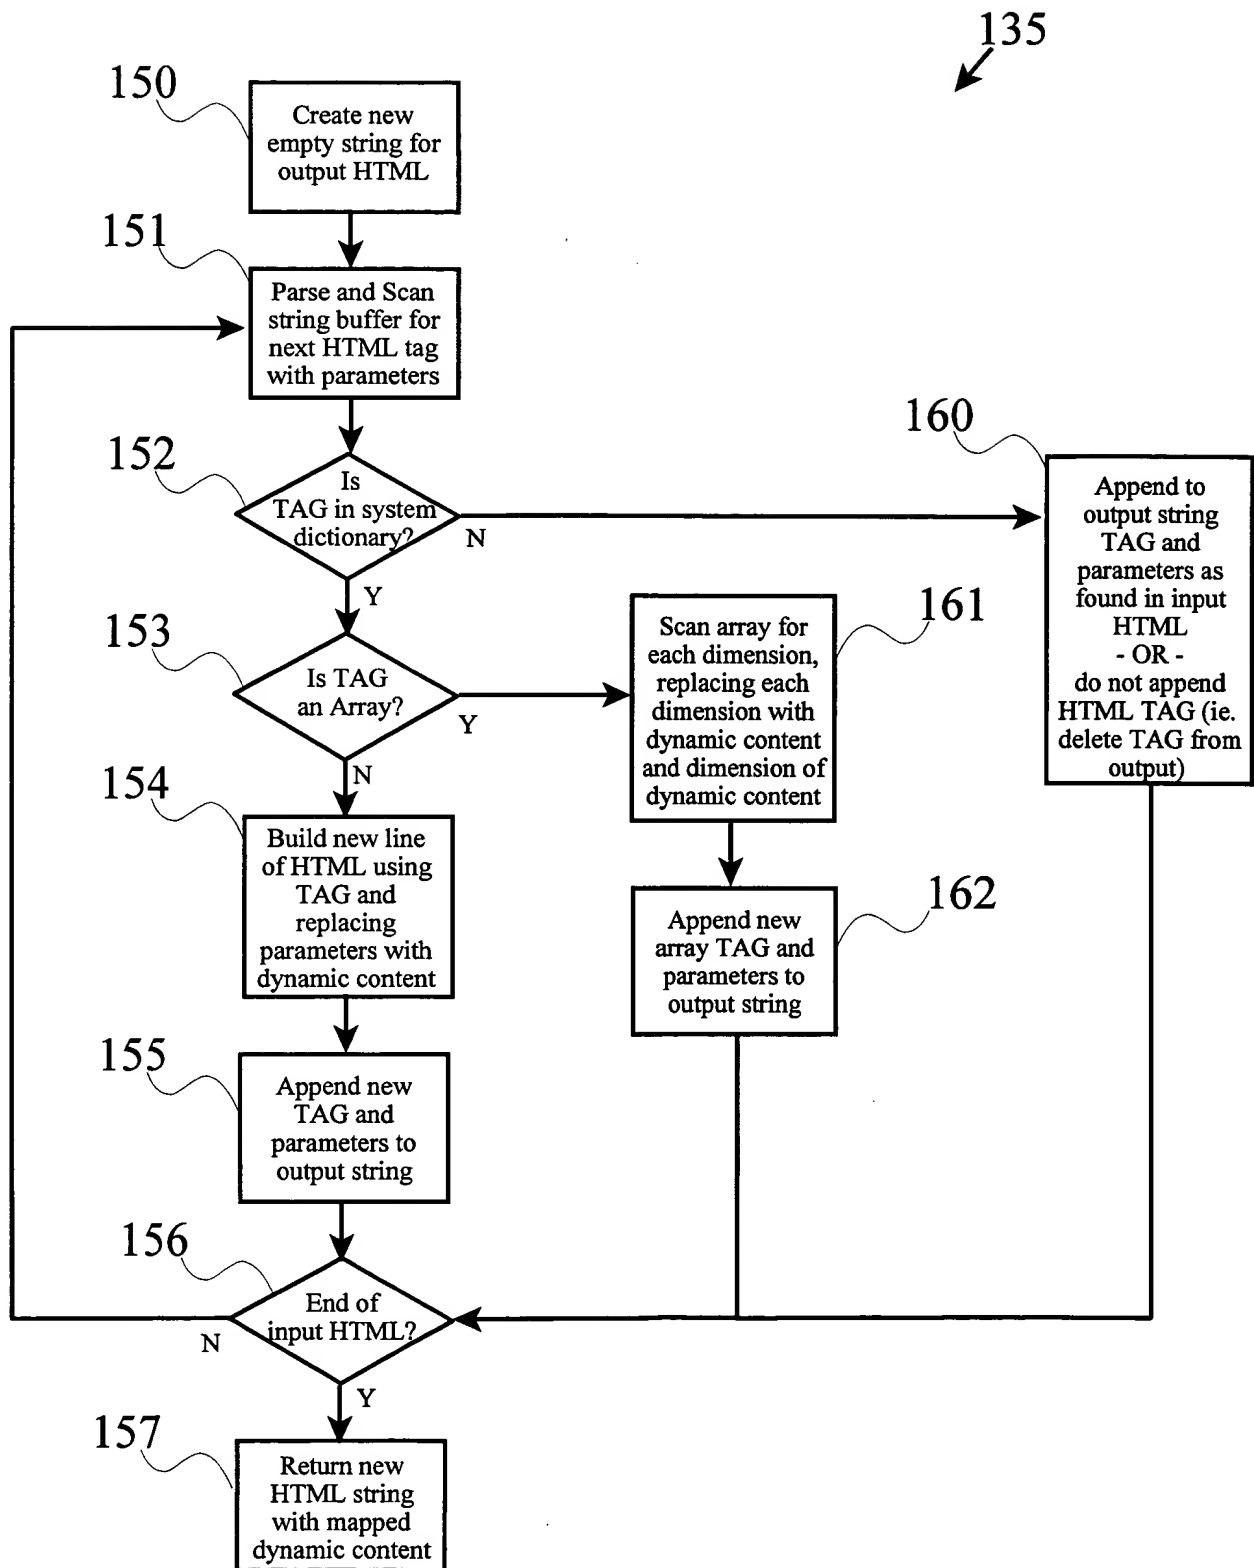 135
150
Create new
empty string for
output HTML
151
Parse and Scan
string buffer for
next HTML tag
with parameters
152
Is
TAG in system
dictionary?
N
Y
160
Append to
output string
TAG and
parameters as
found in input
HTML
- OR -
do not append
HTML TAG (ie.
delete TAG from
output)
153
Is TAG
an Array?
Y
N
161
Scan array for
each dimension,
replacing each
dimension with
dynamic content
and dimension of
dynamic content
154
Build new line
of HTML using
TAG and
replacing
parameters with
dynamic content
162
Append new
array TAG and
parameters to
output string
155
Append new
TAG and
parameters to
output string
156
End of
input HTML?
N
Y
157
Return new
HTML string
with mapped
dynamic content